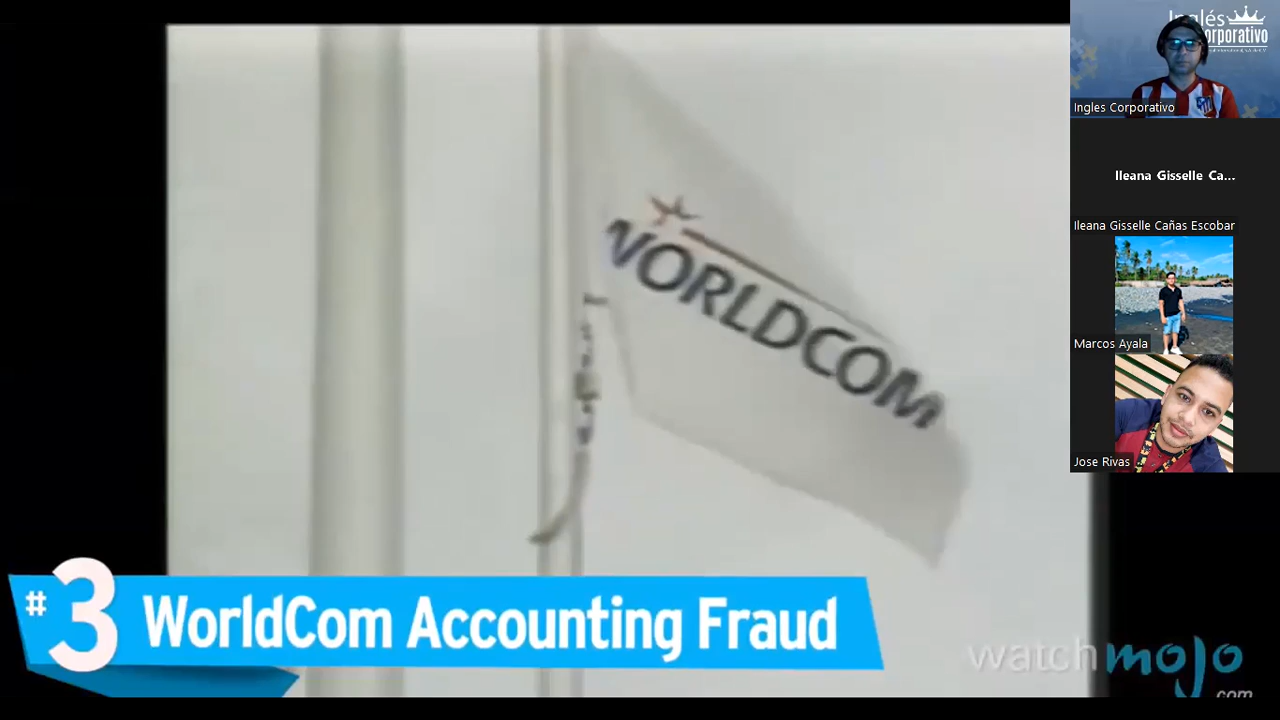 WORLDCOM
#3 WorldCom Accounting Fraud
watchmojo
.com
Inglés
Corporativo
Ingles Corporativo
Ileana Gisselle Ca...
Ileana Gisselle Cañas Escobar
Marcos Ayala
Jose Rivas